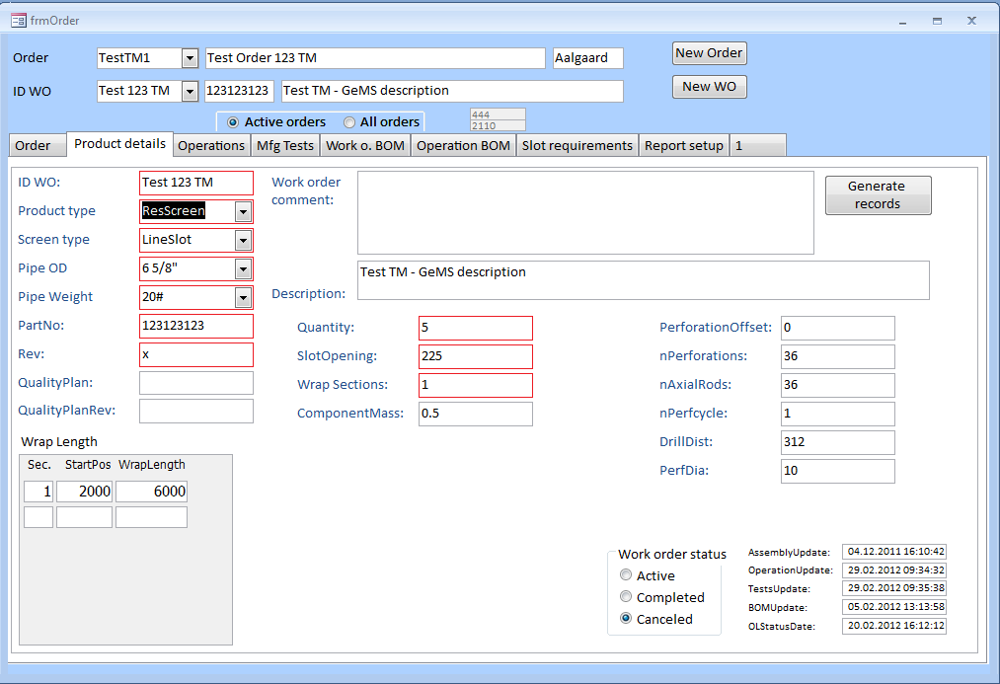 frmOrder
Order TestTM1 Test Order 123 TM Aalgaard New Order
ID WO Test 123 TM 123123123 Test TM - GeMS description New WO
Active orders All orders 444
2110
Order Product details Operations Mfg Tests Work o. BOM Operation BOM Slot requirements Report setup 1
ID WO: Test 123 TM
Product type ResScreen
Screen type LineSlot
Pipe OD 6 5/8"
Pipe Weight 20#
PartNo: 123123123
Rev: x
QualityPlan:
QualityPlanRev:
Work order
comment:
Generate
records
Description: Test TM - GeMS description
Quantity: 5
SlotOpening: 225
Wrap Sections: 1
ComponentMass: 0.5
PerforationOffset: 0
nPerforations: 36
nAxialRods: 36
nPerfcycle: 1
DrillDist: 312
PerfDia: 10
Wrap Length
Sec. StartPos WrapLength
1 2000 6000
Work order status
Active
Completed
Canceled
AssemblyUpdate: 04.12.2011 16:10:42
OperationUpdate: 29.02.2012 09:34:32
TestsUpdate: 29.02.2012 09:35:38
BOMUpdate: 05.02.2012 13:13:58
OLStatusDate: 20.02.2012 16:12:12